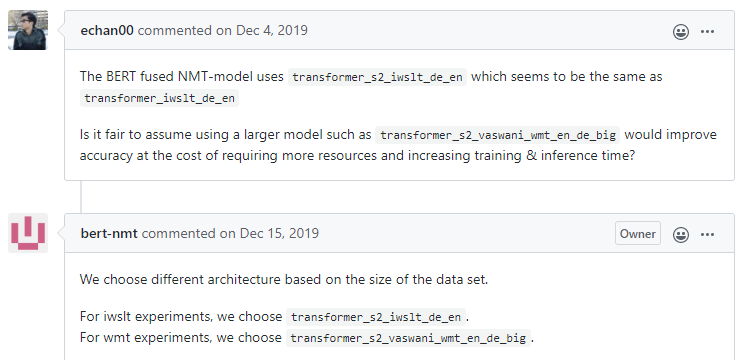 echan00 commented on Dec 4, 2019
The BERT fused NMT-model uses transformer_s2_iwslt_de_en which seems to be the same as
transformer_iwslt_de_en
Is it fair to assume using a larger model such as transformer_s2_vaswani_wmt_en_de_big would improve
accuracy at the cost of requiring more resources and increasing training & inference time?
bert-nmt commented on Dec 15, 2019 Owner
We choose different architecture based on the size of the data set.
For iwslt experiments, we choose transformer_s2_iwslt_de_en.
For wmt experiments, we choose transformer_s2_vaswani_wmt_en_de_big.